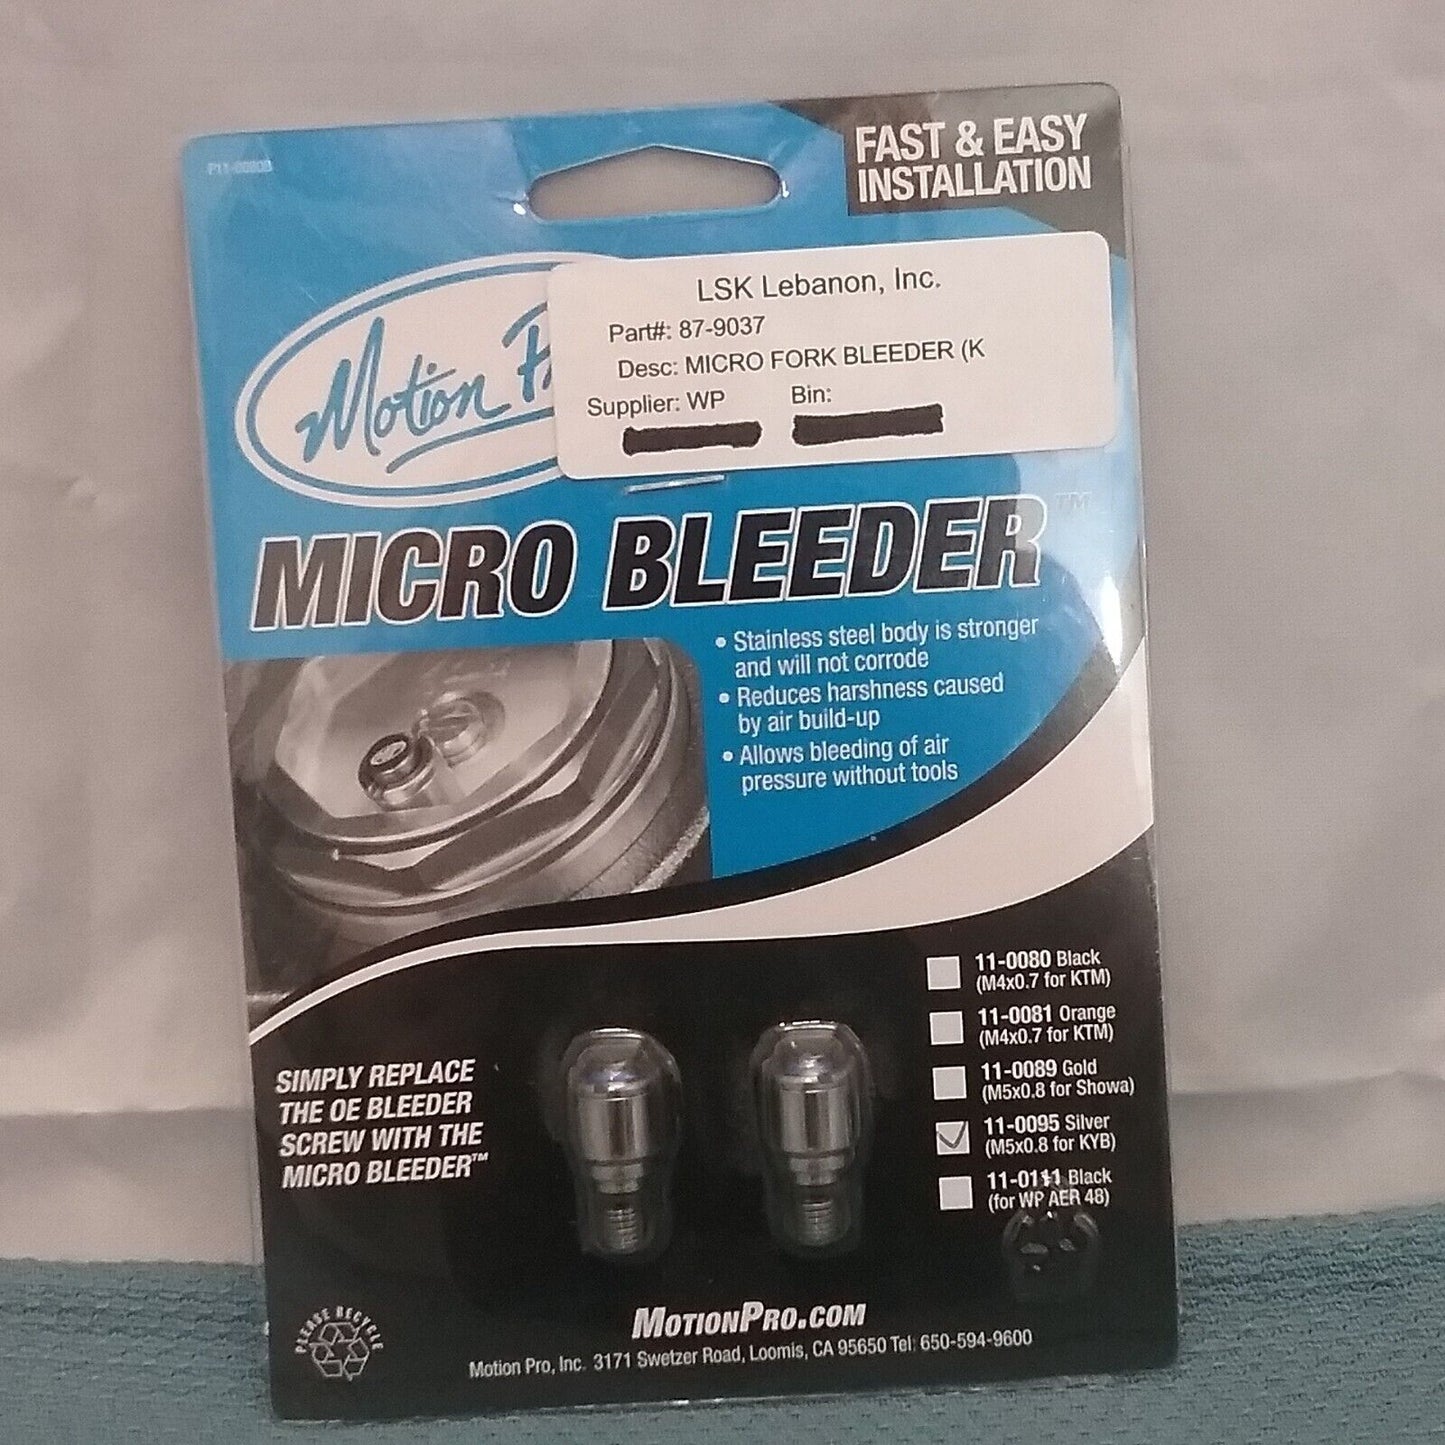 FAST & EASY
INSTALLATION
LSK Lebanon, Inc.
Part#: 87-9037
Desc: MICRO FORK BLEEDER (K
Supplier: WP Bin:
Motion P
MICRO BLEEDER™
• Stainless steel body is stronger
and will not corrode
• Reduces harshness caused
by air build-up
• Allows bleeding of air
pressure without tools
11-0080 Black
(M4x0.7 for KTM)
11-0081 Orange
(M4x0.7 for KTM)
11-0089 Gold
(M5x0.8 for Showa)
11-0095 Silver
(M5x0.8 for KYB)
11-0111 Black
(for WP AER 48)
SIMPLY REPLACE
THE OE BLEEDER
SCREW WITH THE
MICRO BLEEDER™
PLEASE RECYCLE
MOTIONPRO.COM
Motion Pro, Inc. 3171 Swetzer Road, Loomis, CA 95650 Tel: 650-594-9600